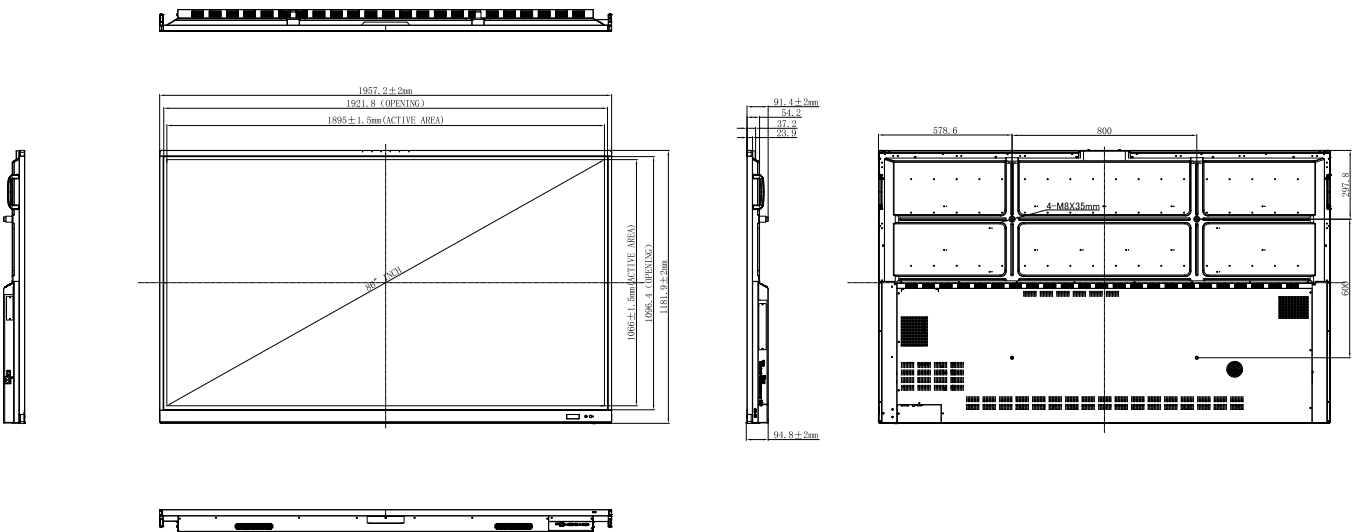 1957.2±2mm
1921.8 (OPENING)
1895±1.5mm(ACTIVE AREA)
86" INCH
1066±1.5mm(ACTIVE AREA)
1096.4 (OPENING)
1181.9±2mm
91.4±2mm
54.2
37.2
23.9
94.8±2mm
578.6
800
4-M8X35mm
297.8
600